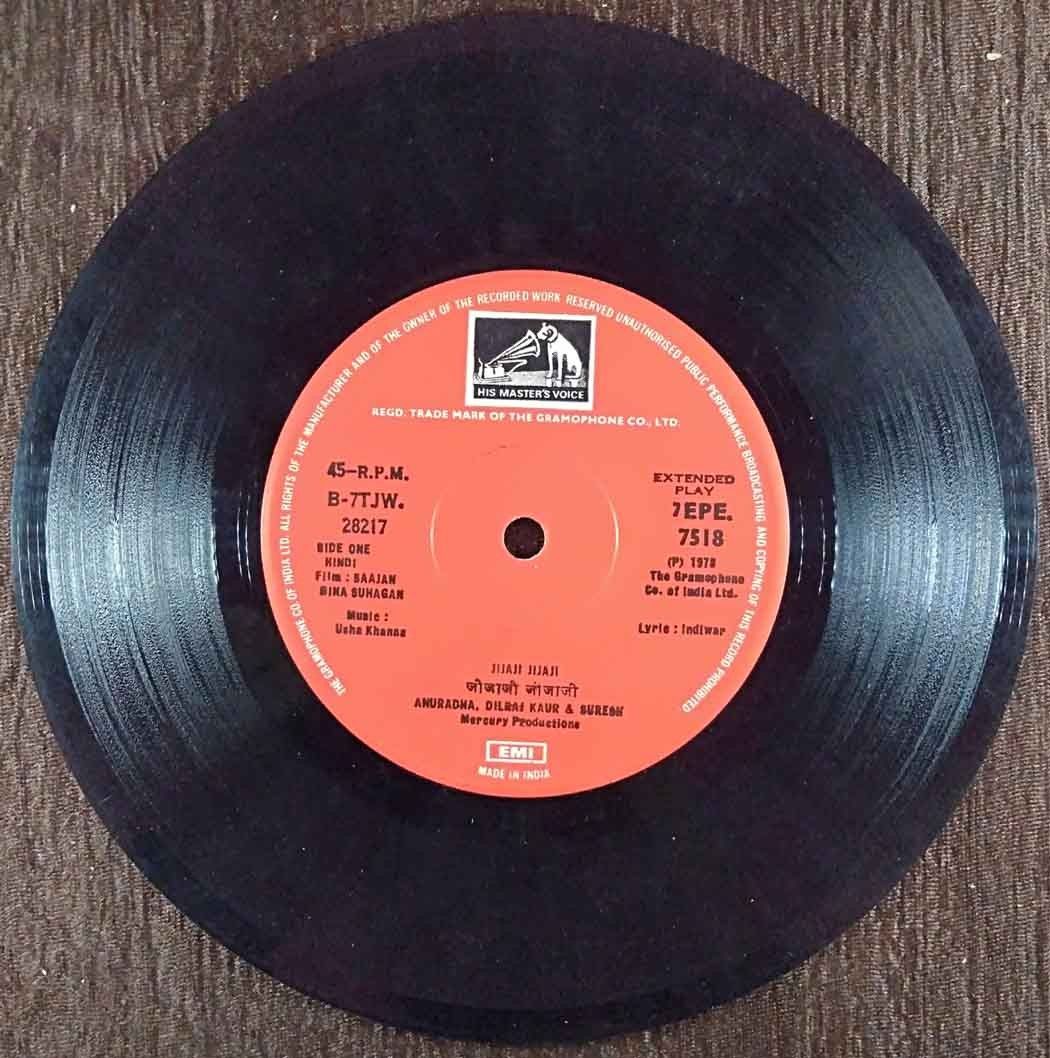 THE GRAMOPHONE CO. OF INDIA LTD. ALL RIGHTS OF THE MANUFACTURER AND OF THE OWNER OF THE RECORDED WORK RESERVED UNAUTHORISED PUBLIC PERFORMANCE BROADCASTING AND COPYING OF THIS RECORD PROHIBITED.
HIS MASTER'S VOICE
REGD. TRADE MARK OF THE GRAMOPHONE CO., LTD.
45-R.P.M.
B-7TJW.
28217
SIDE ONE
HINDI
Film : SAAJAN
BINA SUHAGAN
Music :
Usha Khanna
EXTENDED
PLAY
7EPE.
7518
(P) 1978
The Gramophone
Co. of India Ltd.
Lyric : Indiwar
JIJAJI JIJAJI
जीजाजी जीजाजी
ANURADHA, DILRAJ KAUR & SURESH
Mercury Productions
EMI
MADE IN INDIA